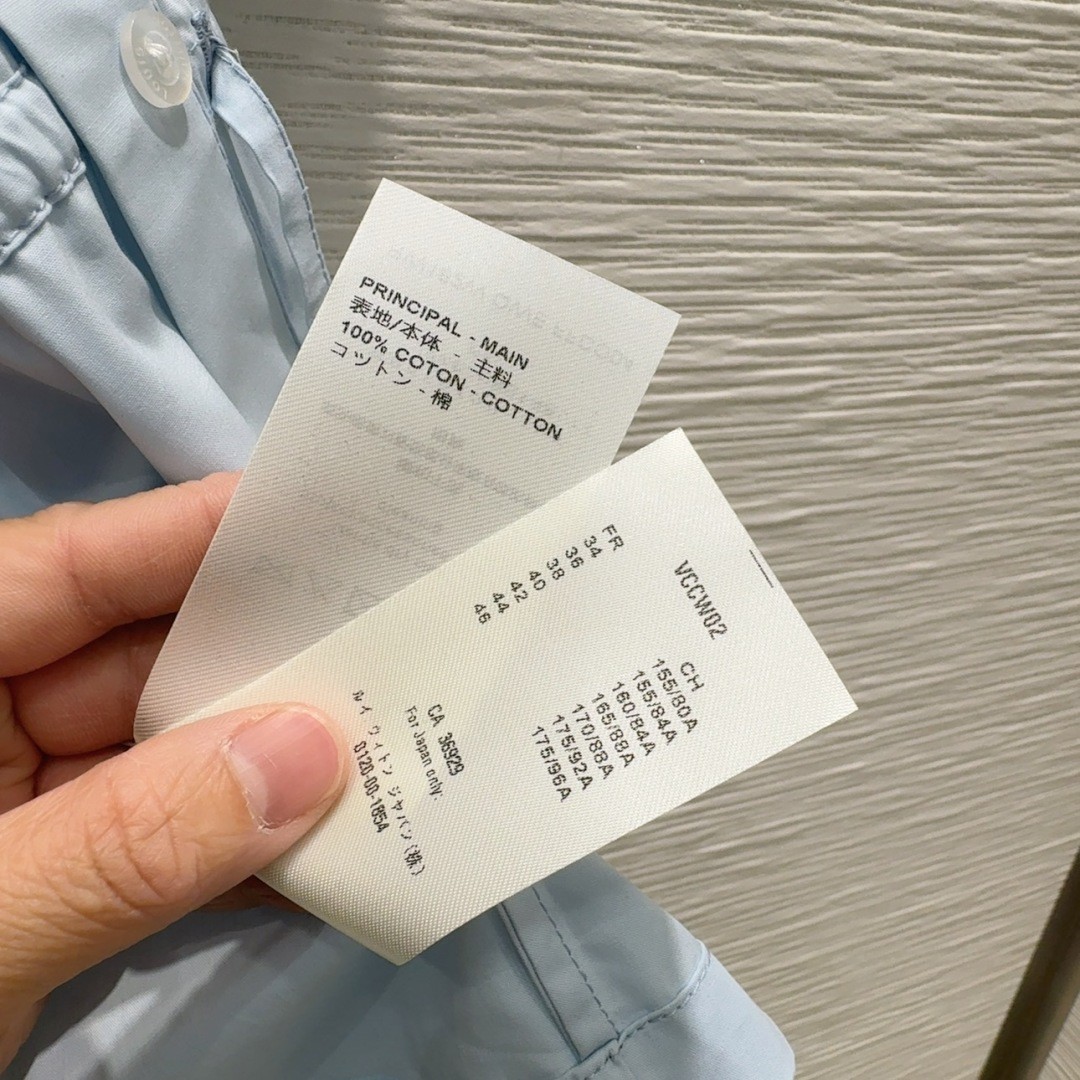 PRINCIPAL - MAIN
表地/本体 - 主料
100% COTON - COTTON
コツトン - 棉
VCCW02
FR CH
34 155/80A
36 155/84A
38 160/84A
40 165/88A
42 170/88A
44 175/92A
46 175/96A
CA 36929
For Japan only:
ルイ ヴィトン ジャパン(株)
0120-00-1854